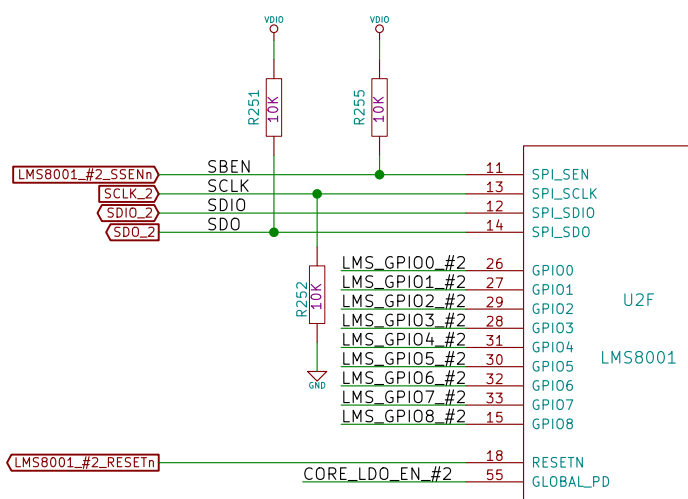 VDIO VDIO
R251 10K R255 10K
LMS8001_#2_SSENn SBEN 11 SPI_SEN
SCLK_2 SCLK 13 SPI_SCLK
SDIO_2 SDIO 12 SPI_SDIO
SDO_2 SDO 14 SPI_SDO
LMS_GPIO0_#2 26 GPIO0
LMS_GPIO1_#2 27 GPIO1
LMS_GPIO2_#2 29 GPIO2
LMS_GPIO3_#2 28 GPIO3
LMS_GPIO4_#2 31 GPIO4
LMS_GPIO5_#2 30 GPIO5
LMS_GPIO6_#2 32 GPIO6
LMS_GPIO7_#2 33 GPIO7
LMS_GPIO8_#2 15 GPIO8
R252 10K
GND
U2F
LMS8001
LMS8001_#2_RESETn 18 RESETN
CORE_LDO_EN_#2 55 GLOBAL_PD